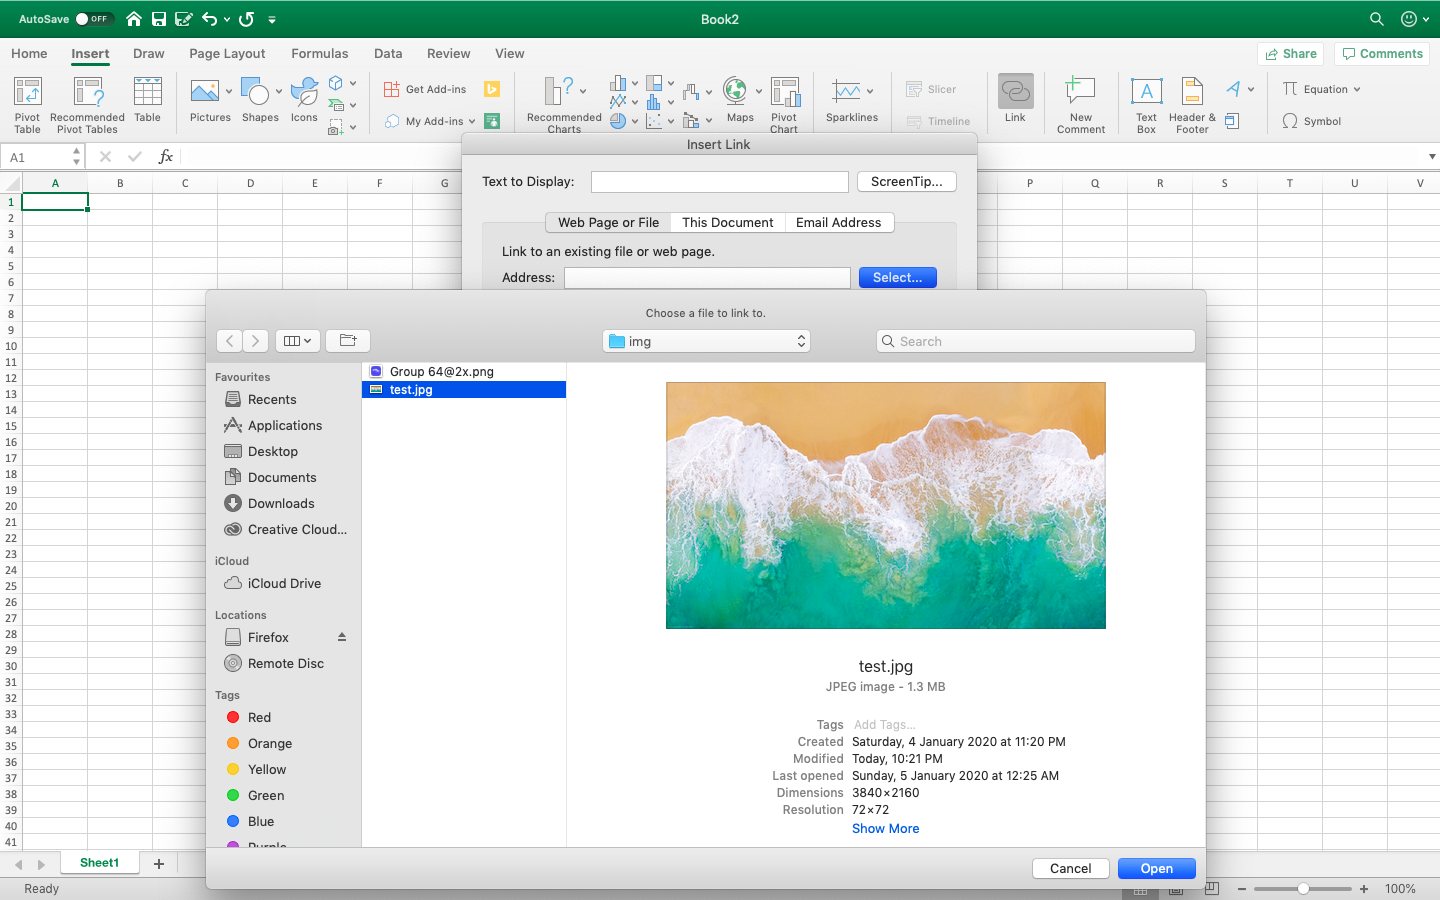 AutoSave OFF
Book2
Home Insert Draw Page Layout Formulas Data Review View
Share Comments
Pivot Table
Recommended Pivot Tables
Table
Pictures
Shapes
Icons
Get Add-ins
My Add-ins
Recommended Charts
Maps
Pivot Chart
Sparklines
Slicer
Timeline
Link
New Comment
Text Box
Header & Footer
Equation
Symbol
A1
fx
Insert Link
Text to Display:
ScreenTip...
Web Page or File This Document Email Address
Link to an existing file or web page.
Address:
Select...
A B C D E F G P Q R S T U V
1
2
3
4
5
6
7
8
9
10
11
12
13
14
15
16
17
18
19
20
21
22
23
24
25
26
27
28
29
30
31
32
33
34
35
36
37
38
39
40
41
Choose a file to link to.
img
Search
Favourites
Recents
Applications
Desktop
Documents
Downloads
Creative Cloud...
iCloud
iCloud Drive
Locations
Firefox
Remote Disc
Tags
Red
Orange
Yellow
Green
Blue
Purple
Group 64@2x.png
test.jpg
test.jpg
JPEG image - 1.3 MB
Tags Add Tags...
Created Saturday, 4 January 2020 at 11:20 PM
Modified Today, 10:21 PM
Last opened Sunday, 5 January 2020 at 12:25 AM
Dimensions 3840×2160
Resolution 72×72
Show More
Cancel
Open
Sheet1
Ready
100%